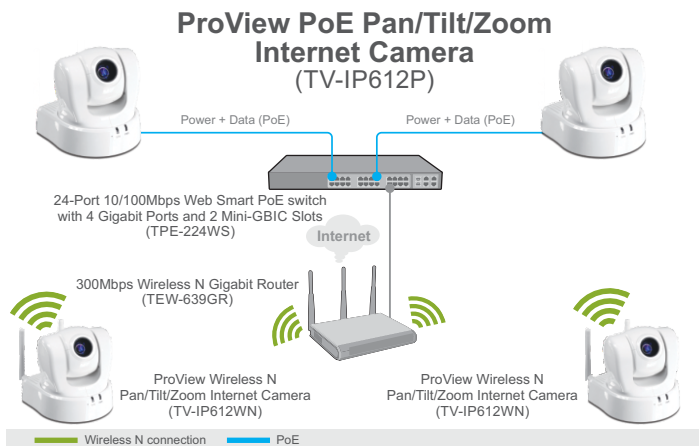 ProView PoE Pan/Tilt/Zoom
Internet Camera
(TV-IP612P)
Power + Data (PoE)
Power + Data (PoE)
24-Port 10/100Mbps Web Smart PoE switch
with 4 Gigabit Ports and 2 Mini-GBIC Slots
(TPE-224WS)
Internet
300Mbps Wireless N Gigabit Router
(TEW-639GR)
ProView Wireless N
Pan/Tilt/Zoom Internet Camera
(TV-IP612WN)
ProView Wireless N
Pan/Tilt/Zoom Internet Camera
(TV-IP612WN)
Wireless N connection
PoE